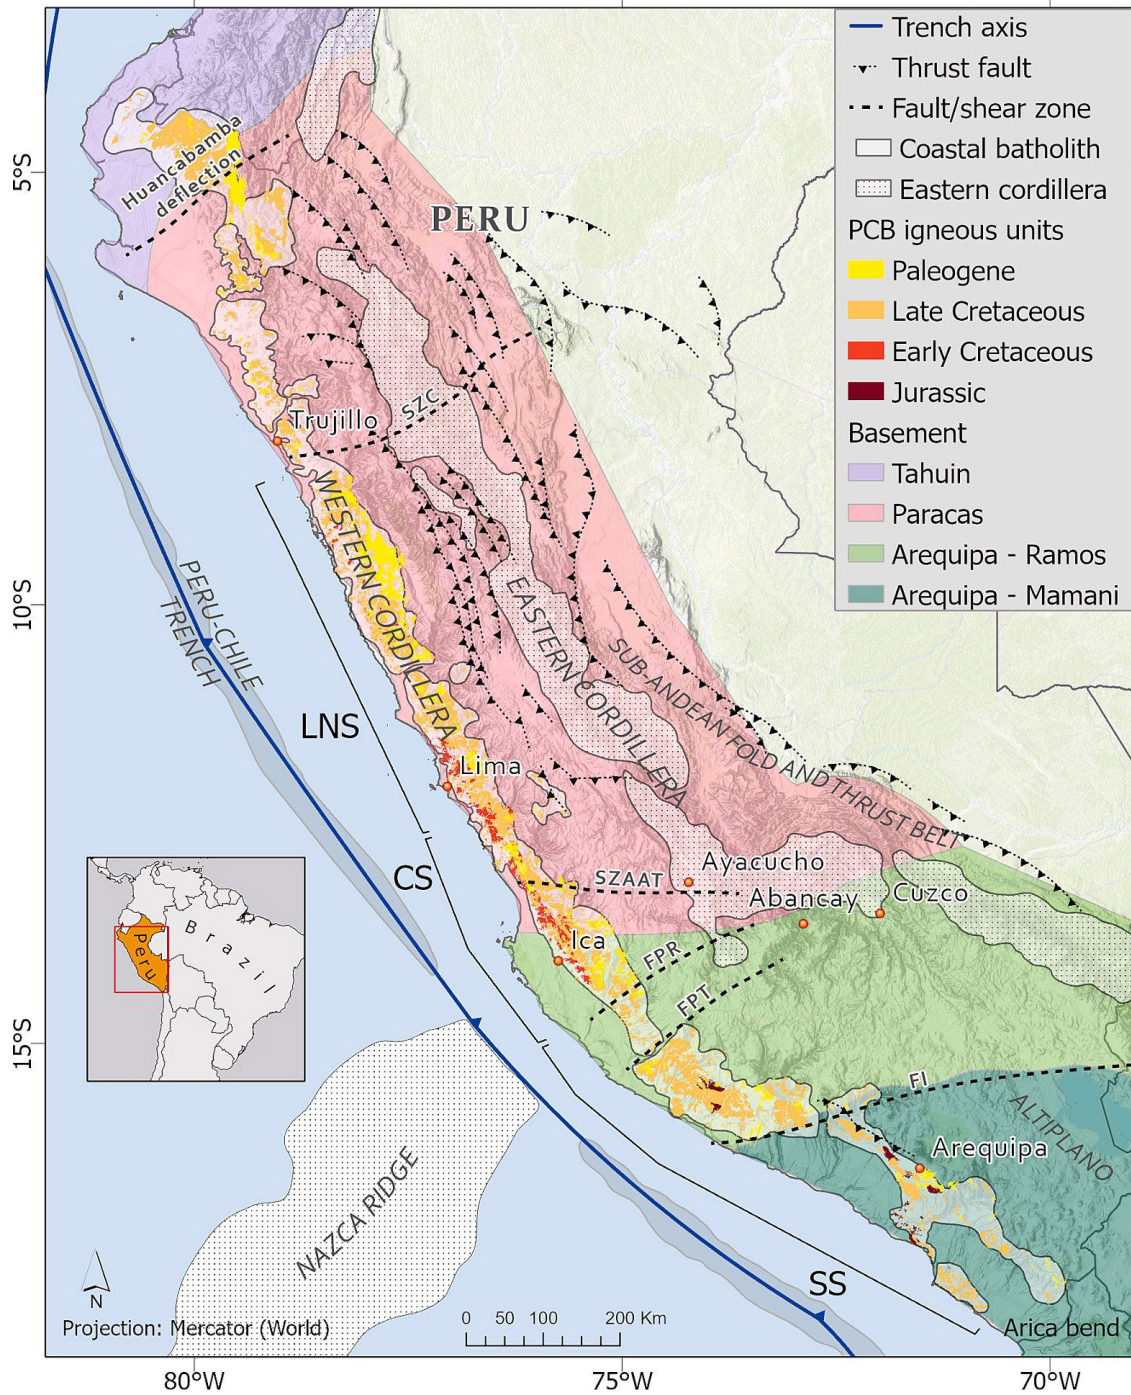 Trench axis
Thrust fault
Fault/shear zone
Coastal batholith
Eastern cordillera
PCB igneous units
Paleogene
Late Cretaceous
Early Cretaceous
Jurassic
Basement
Tahuin
Paracas
Arequipa - Ramos
Arequipa - Mamani
5°S
10°S
15°S
Huancabamba
deflection
PERU
SZC
Trujillo
WESTERN CORDILLERA
EASTERN CORDILLERA
SUB-ANDEAN FOLD AND THRUST BELT
PERU-CHILE
TRENCH
LNS
Lima
CS
SZAAT
Ayacucho
Abancay
Cuzco
Ica
FPR
FPT
FI
ALTIPLANO
Arequipa
Brazil
Peru
NAZCA RIDGE
SS
Arica bend
N
Projection: Mercator (World)
0 50 100 200 Km
80°W
75°W
70°W